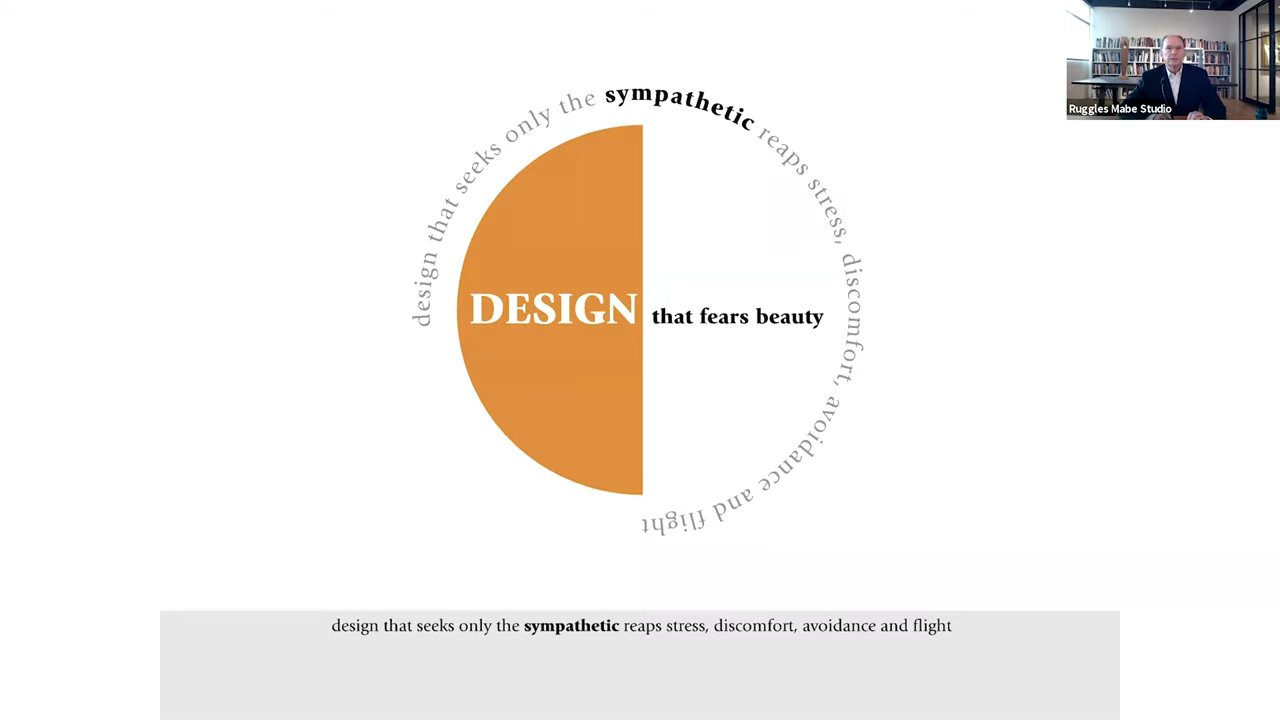 design that seeks only the sympathetic reaps stress, discomfort, avoidance and flight
DESIGN that fears beauty
Ruggles Mabe Studio
design that seeks only the sympathetic reaps stress, discomfort, avoidance and flight